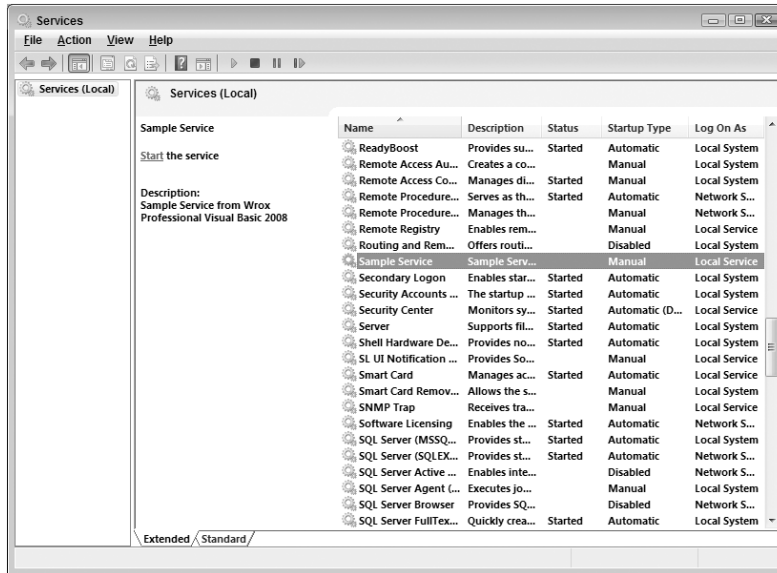 Services
File Action View Help
Services (Local)
Services (Local)
Sample Service
Start the service
Description:
Sample Service from Wrox
Professional Visual Basic 2008
Name Description Status Startup Type Log On As
ReadyBoost Provides su... Started Automatic Local System
Remote Access Au... Creates a co... Manual Local System
Remote Access Co... Manages di... Started Manual Local System
Remote Procedure... Serves as th... Started Automatic Network S...
Remote Procedure... Manages th... Manual Network S...
Remote Registry Enables rem... Manual Local Service
Routing and Rem... Offers routi... Disabled Local System
Sample Service Sample Serv... Manual Local Service
Secondary Logon Enables star... Started Automatic Local System
Security Accounts ... The startup ... Started Automatic Local System
Security Center Monitors sy... Started Automatic (D... Local Service
Server Supports fil... Started Automatic Local System
Shell Hardware De... Provides no... Started Automatic Local System
SL UI Notification ... Provides So... Manual Local Service
Smart Card Manages ac... Started Automatic Local Service
Smart Card Remov... Allows the s... Manual Local System
SNMP Trap Receives tra... Manual Local Service
Software Licensing Enables the ... Started Automatic Network S...
SQL Server (MSSQ... Provides st... Started Automatic Local System
SQL Server (SQLEX... Provides st... Started Automatic Network S...
SQL Server Active ... Enables inte... Disabled Network S...
SQL Server Agent (... Executes jo... Manual Local System
SQL Server Browser Provides SQ... Disabled Network S...
SQL Server FullTex... Quickly crea... Started Automatic Local System
Extended Standard